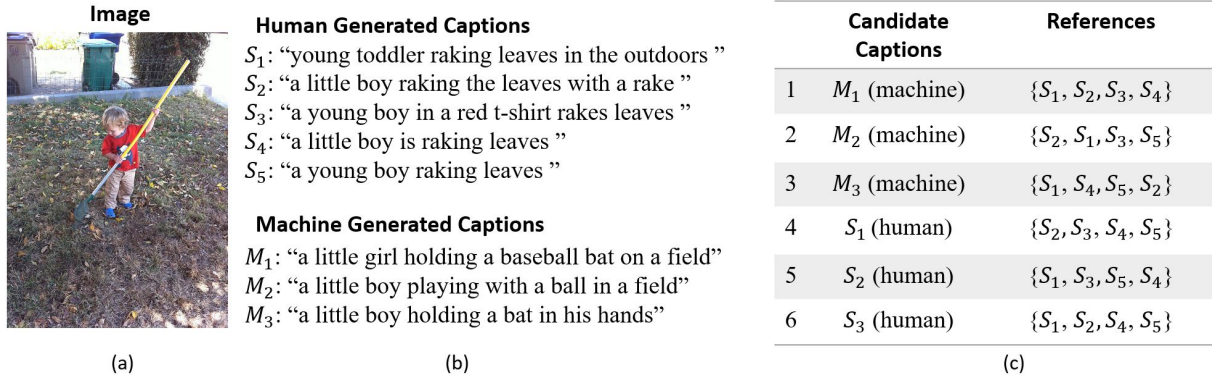 Image
Human Generated Captions
S₁: “young toddler raking leaves in the outdoors ”
S₂: “a little boy raking the leaves with a rake ”
S₃: “a young boy in a red t-shirt rakes leaves ”
S₄: “a little boy is raking leaves ”
S₅: “a young boy raking leaves ”
Machine Generated Captions
M₁: “a little girl holding a baseball bat on a field”
M₂: “a little boy playing with a ball in a field”
M₃: “a little boy holding a bat in his hands”
Candidate Captions References
1 M₁ (machine) {S₁, S₂, S₃, S₄}
2 M₂ (machine) {S₂, S₁, S₃, S₅}
3 M₃ (machine) {S₁, S₄, S₅, S₂}
4 S₁ (human) {S₂, S₃, S₄, S₅}
5 S₂ (human) {S₁, S₃, S₅, S₄}
6 S₃ (human) {S₁, S₂, S₄, S₅}
(a) (b) (c)